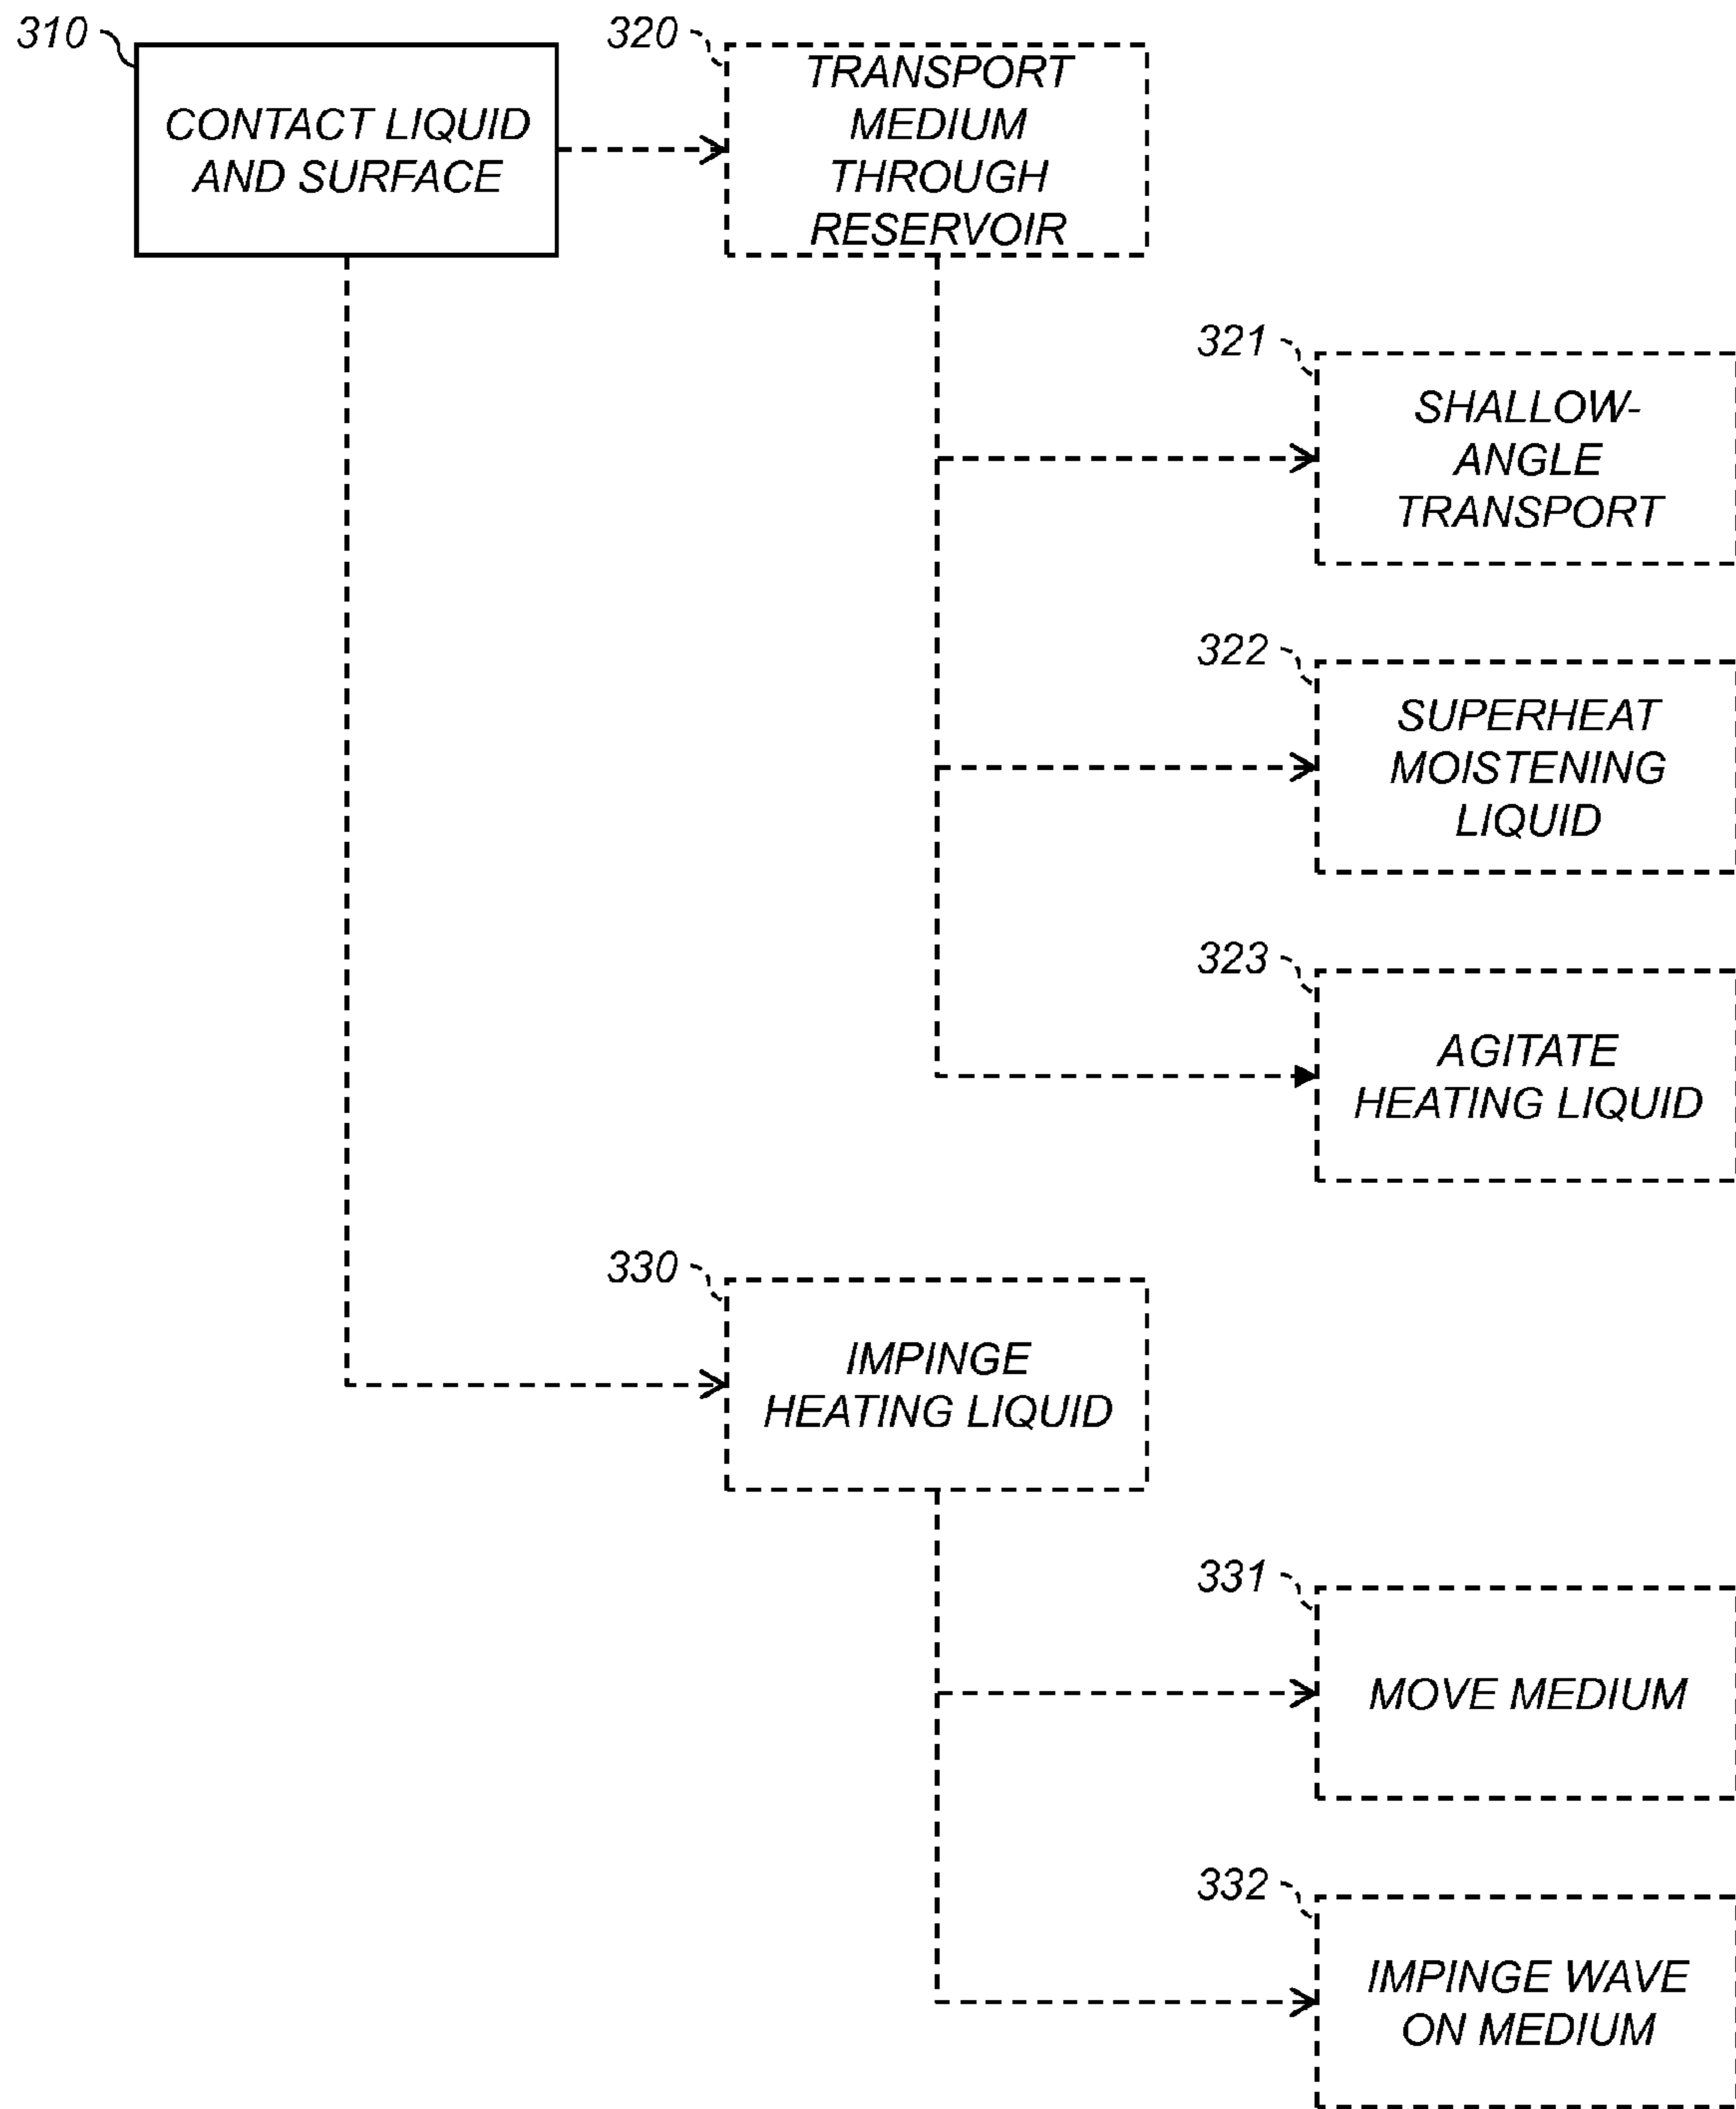 310
CONTACT LIQUID
AND SURFACE
320
TRANSPORT
MEDIUM
THROUGH
RESERVOIR
321
SHALLOW-
ANGLE
TRANSPORT
322
SUPERHEAT
MOISTENING
LIQUID
323
AGITATE
HEATING LIQUID
330
IMPINGE
HEATING LIQUID
331
MOVE MEDIUM
332
IMPINGE WAVE
ON MEDIUM